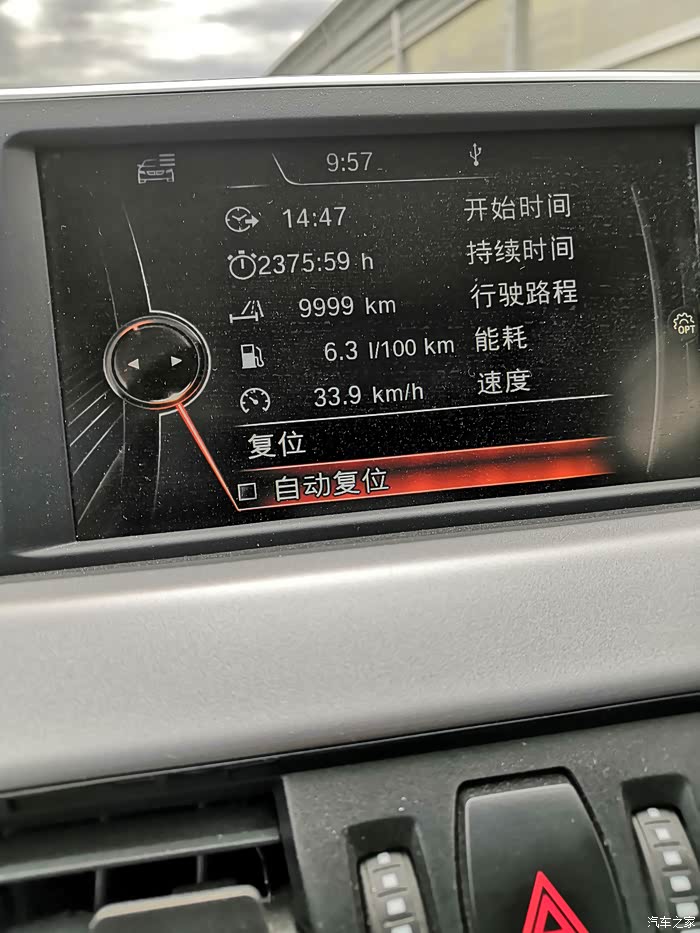 9:57
14:47 开始时间
2375:59 h 持续时间
9999 km 行驶路程
6.3 l/100 km 能耗
33.9 km/h 速度
OPT
复位
自动复位
汽车之家